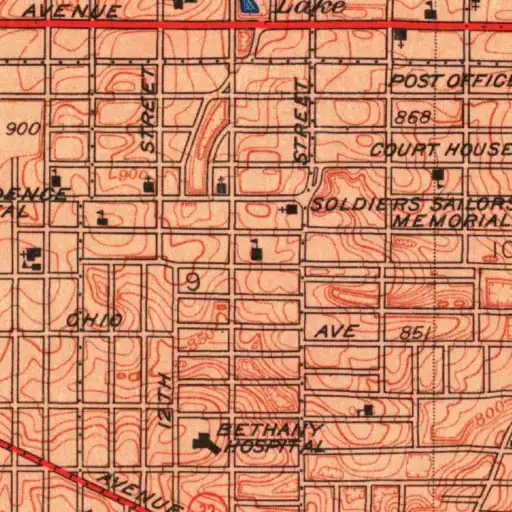 AVENUE
Lake
STREET
STREET
POST OFFICE
900
868
COURT HOUSE
900
DENCE
TAL
SOLDIERS SAILORS
MEMORIAL
10
9
OHIO
AVE
851
850
12TH
800
BETHANY
HOSPITAL
AVENUE